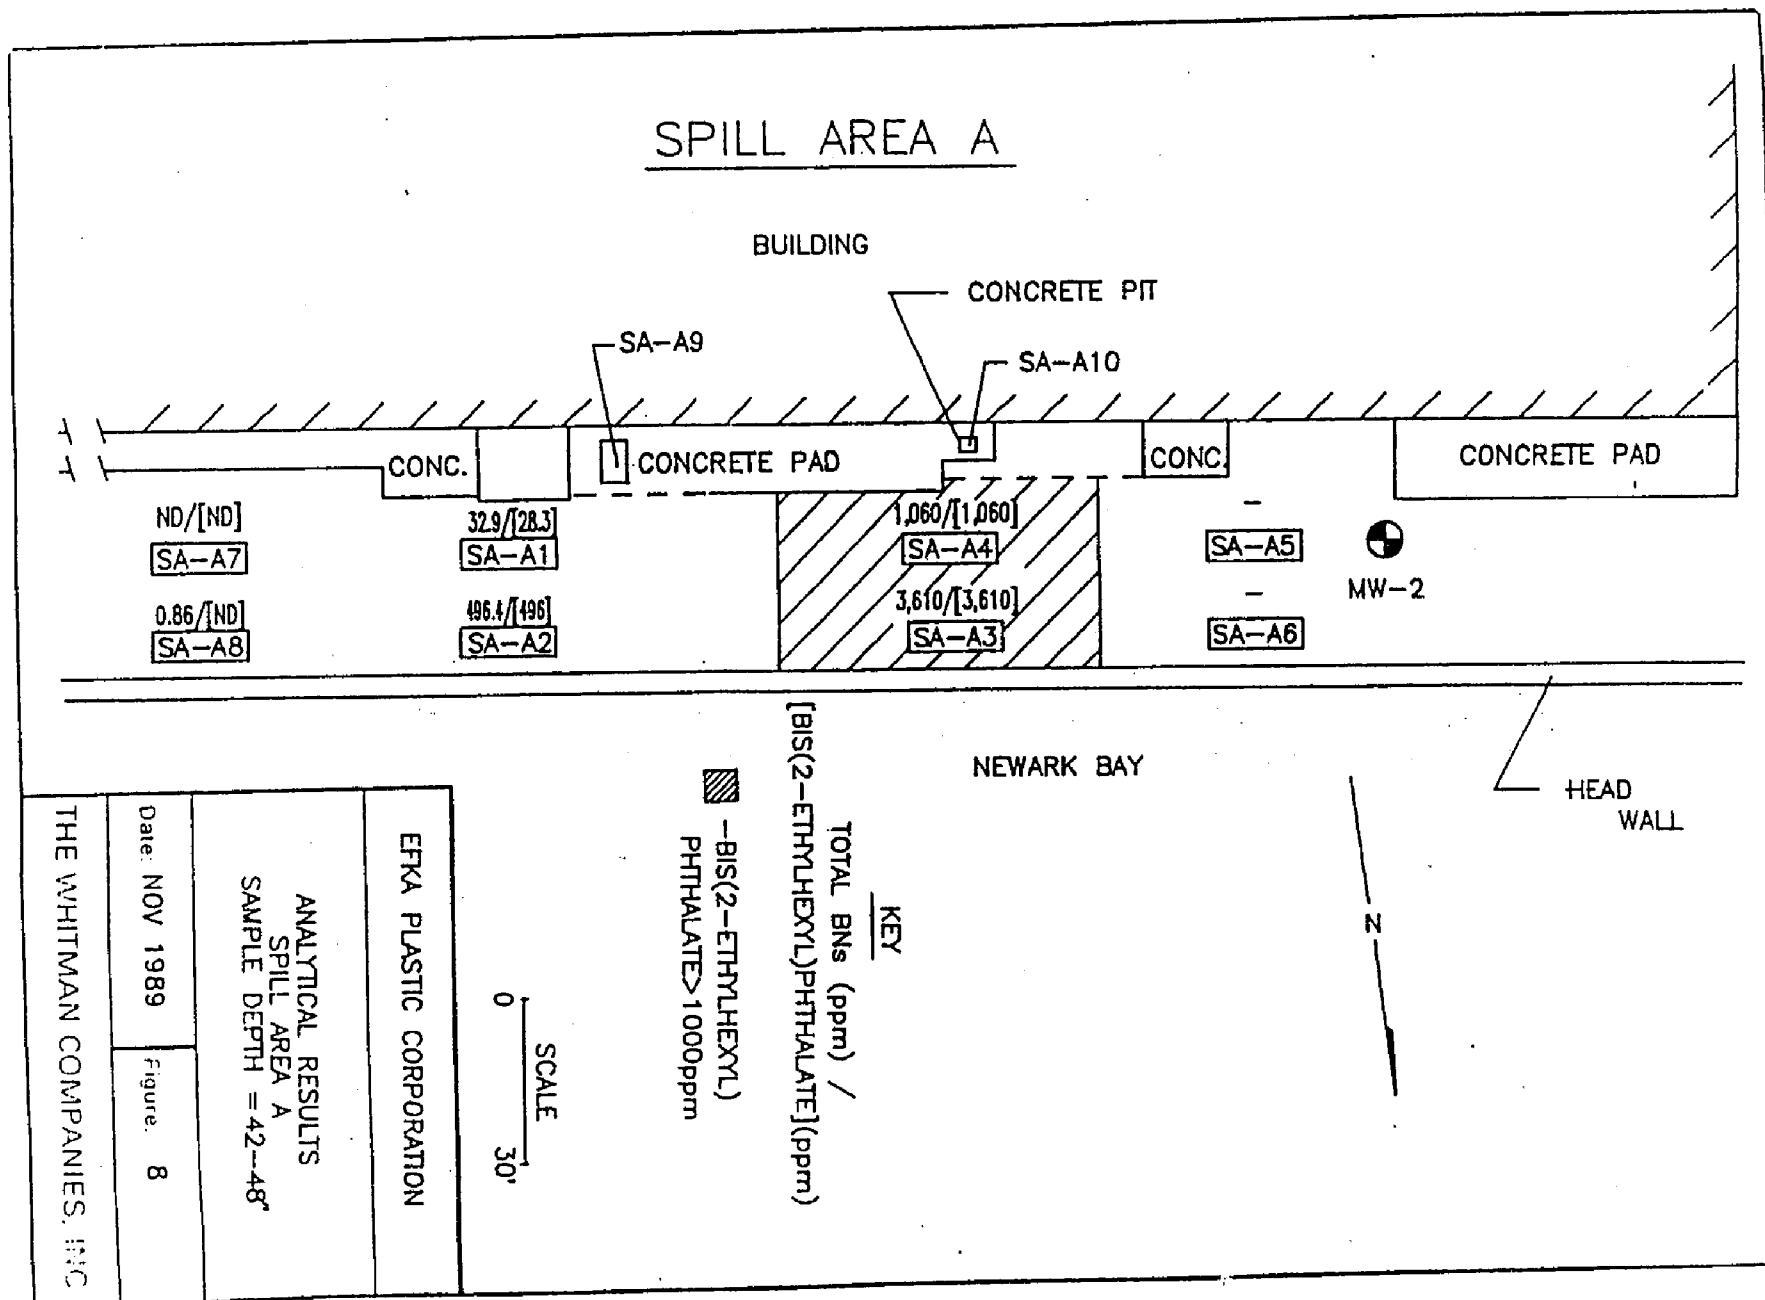 SPILL AREA A
BUILDING
CONCRETE PIT
SA-A9
SA-A10
CONC.
CONCRETE PAD
CONC.
CONCRETE PAD
ND/[ND]
SA-A7
32.9/[28.3]
SA-A1
1,060/[1,060]
SA-A4
-
SA-A5
MW-2
0.86/[ND]
SA-A8
496.4/[496]
SA-A2
3,610/[3,610]
SA-A3
-
SA-A6
NEWARK BAY
HEAD
WALL
N
KEY
TOTAL BNs (ppm) /
[BIS(2-ETHYLHEXYL)PHTHALATE](ppm)
-BIS(2-ETHYLHEXYL)
PHTHALATE>1000ppm
SCALE
0 30'
EFKA PLASTIC CORPORATION
ANALYTICAL RESULTS
SPILL AREA A
SAMPLE DEPTH =42-48"
Date: NOV 1989
Figure. 8
THE WHITMAN COMPANIES, INC